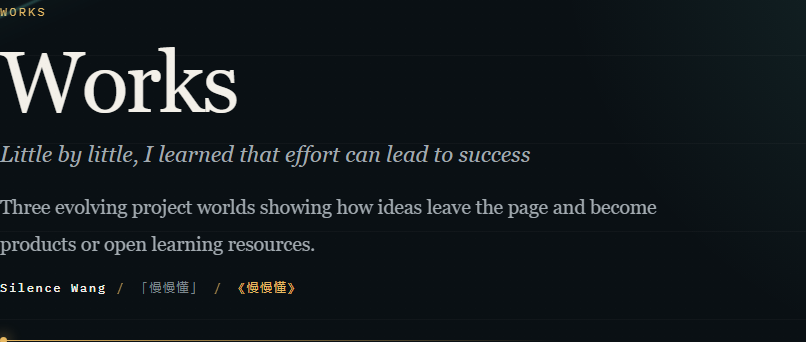 WORKS
Works
Little by little, I learned that effort can lead to success
Three evolving project worlds showing how ideas leave the page and become
products or open learning resources.
Silence Wang / 「慢慢懂」 / 《慢慢懂》